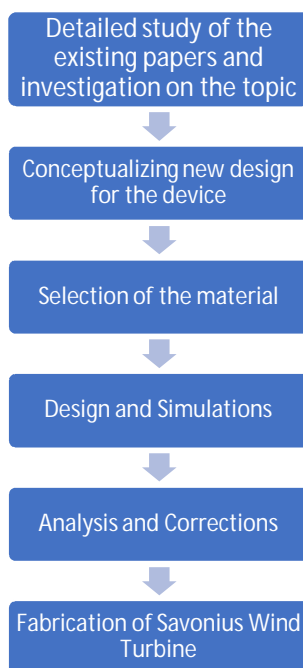 Detailed study of the
existing papers and
investigation on the topic
Conceptualizing new design
for the device
Selection of the material
Design and Simulations
Analysis and Corrections
Fabrication of Savonius Wind
Turbine